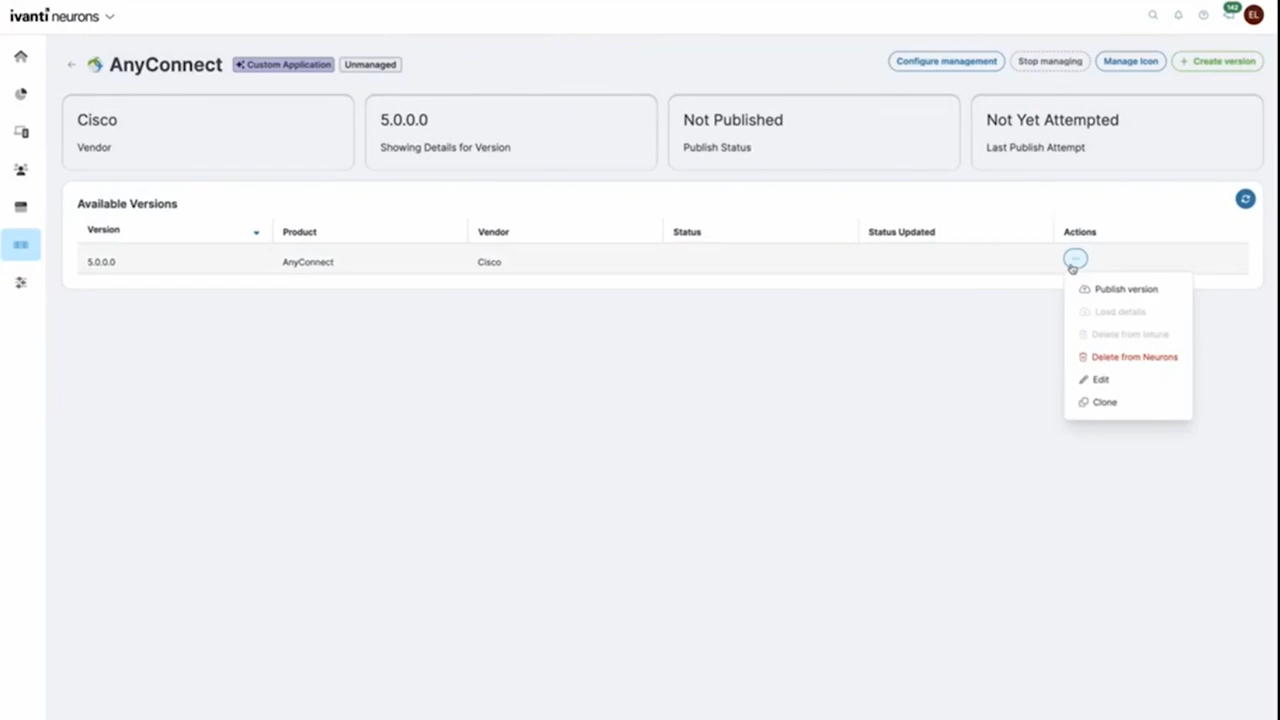 ivanti neurons
142
EL
AnyConnect
Custom Application
Unmanaged
Configure management
Stop managing
Manage Icon
+ Create version
Cisco
Vendor
5.0.0.0
Showing Details for Version
Not Published
Publish Status
Not Yet Attempted
Last Publish Attempt
Available Versions
Version
Product
Vendor
Status
Status Updated
Actions
5.0.0.0
AnyConnect
Cisco
Publish version
Load details
Delete from Intune
Delete from Neurons
Edit
Clone